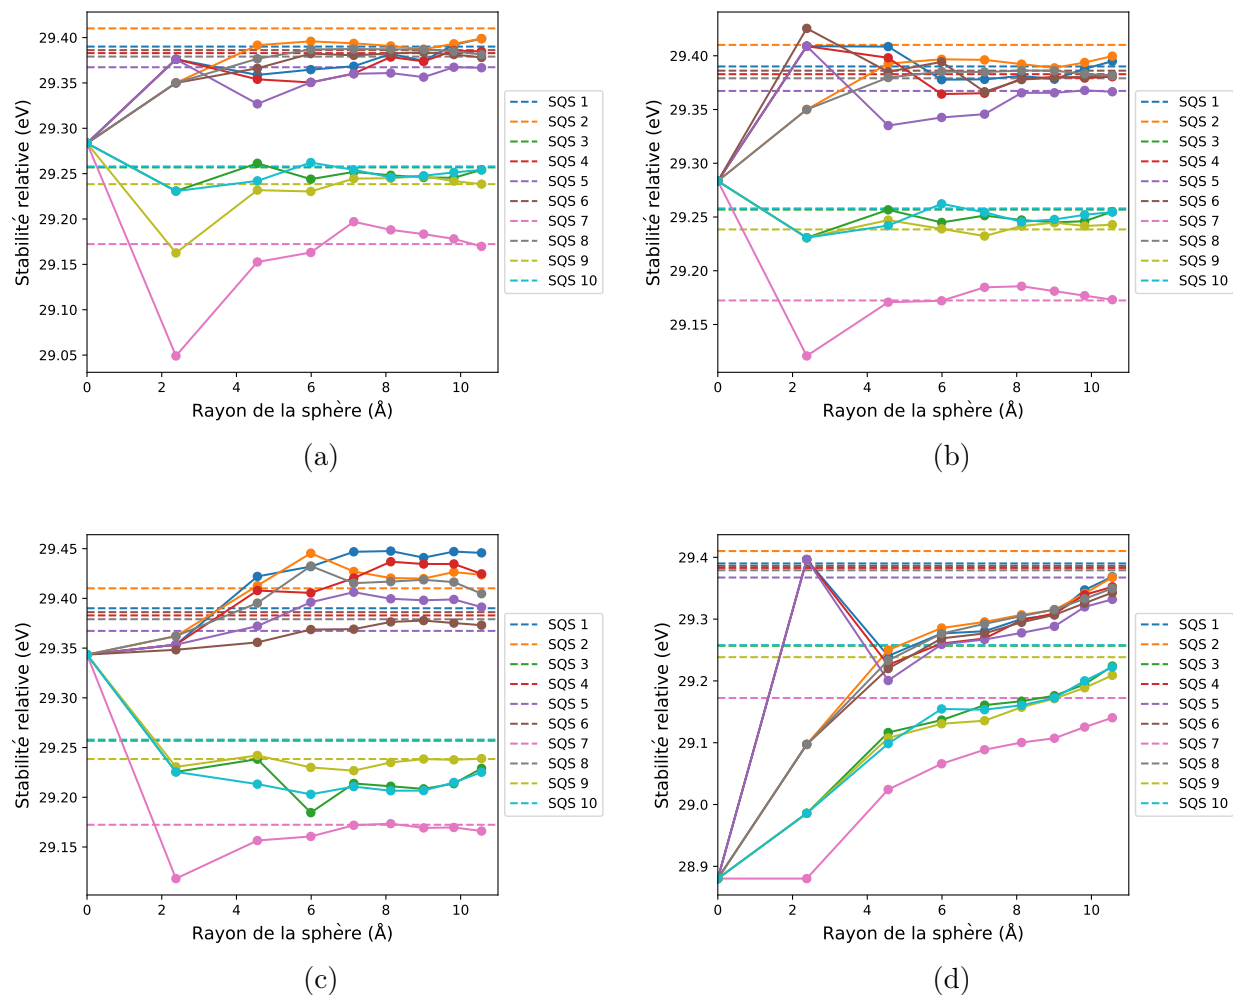 29.40
29.35
29.30
29.25
29.20
29.15
29.10
29.05
Stabilité relative (eV)
0 2 4 6 8 10
Rayon de la sphère (Å)
SQS 1
SQS 2
SQS 3
SQS 4
SQS 5
SQS 6
SQS 7
SQS 8
SQS 9
SQS 10
(a)
29.40
29.35
29.30
29.25
29.20
29.15
Stabilité relative (eV)
0 2 4 6 8 10
Rayon de la sphère (Å)
SQS 1
SQS 2
SQS 3
SQS 4
SQS 5
SQS 6
SQS 7
SQS 8
SQS 9
SQS 10
(b)
29.45
29.40
29.35
29.30
29.25
29.20
29.15
Stabilité relative (eV)
0 2 4 6 8 10
Rayon de la sphère (Å)
SQS 1
SQS 2
SQS 3
SQS 4
SQS 5
SQS 6
SQS 7
SQS 8
SQS 9
SQS 10
(c)
29.4
29.3
29.2
29.1
29.0
28.9
Stabilité relative (eV)
0 2 4 6 8 10
Rayon de la sphère (Å)
SQS 1
SQS 2
SQS 3
SQS 4
SQS 5
SQS 6
SQS 7
SQS 8
SQS 9
SQS 10
(d)